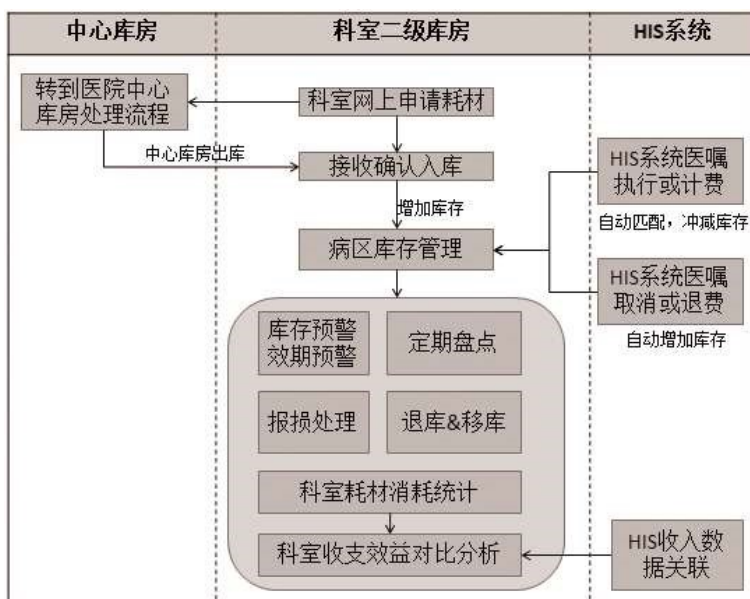 中心库房
科室二级库房
HIS系统
转到医院中心
库房处理流程
科室网上申请耗材
中心库房出库
接收确认入库
HIS系统医嘱
执行或计费
增加库存
自动匹配，冲减库存
病区库存管理
HIS系统医嘱
取消或退费
自动增加库存
库存预警
效期预警
定期盘点
报损处理
退库&移库
科室耗材消耗统计
科室收支效益对比分析
HIS收入数
据关联